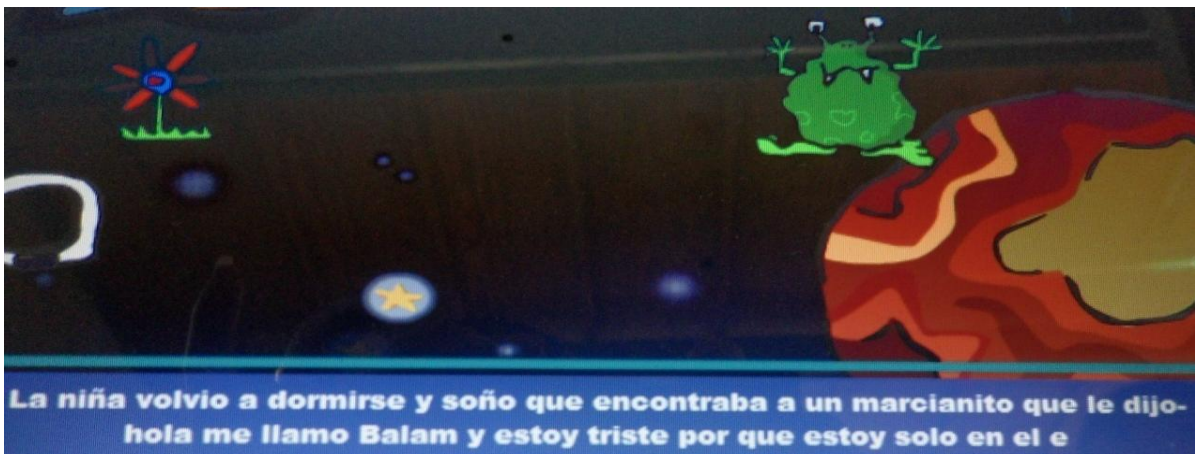 La niña volvio a dormirse y soño que encontraba a un marcianito que le dijo-
hola me llamo Balam y estoy triste por que estoy solo en el e